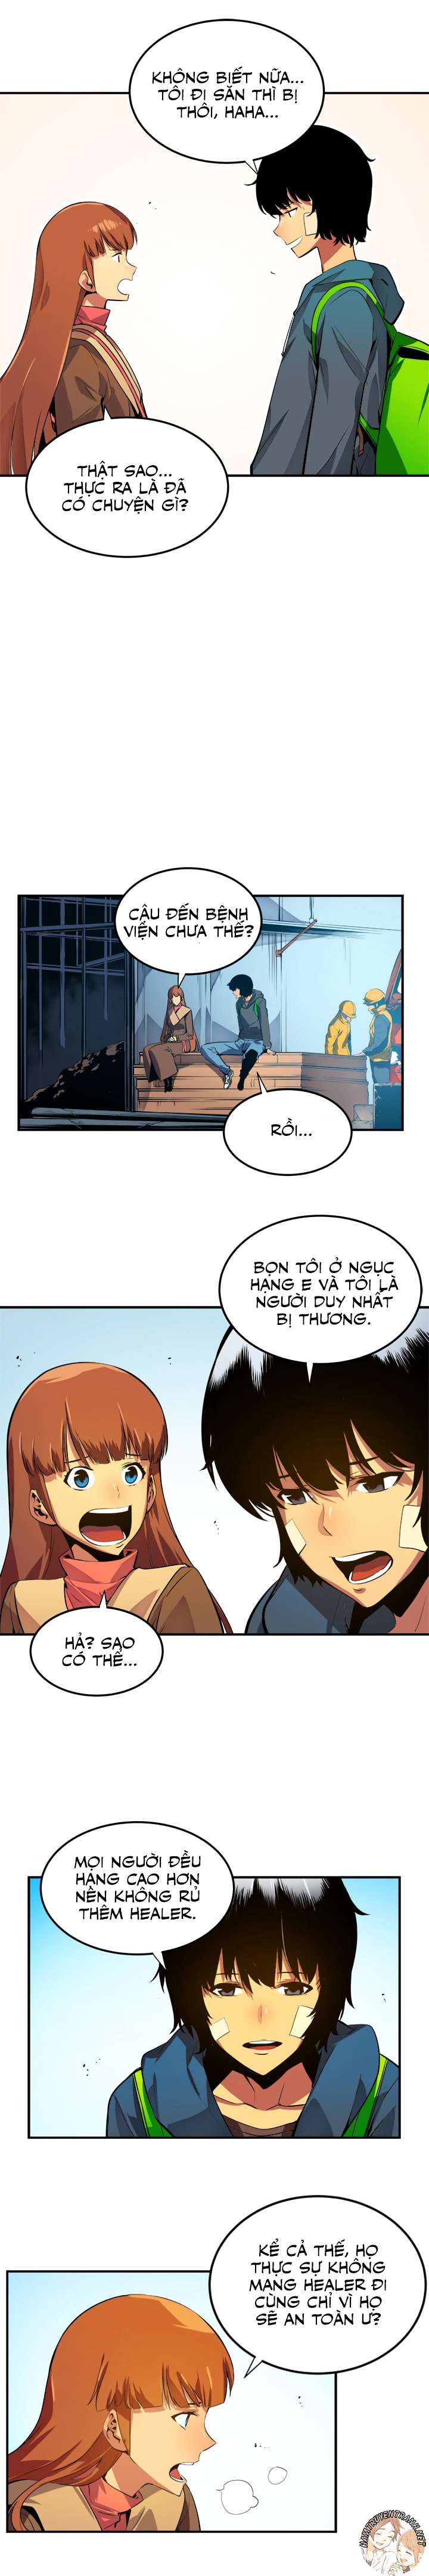 KHÔNG BIẾT NỮA...
TÔI ĐI SĂN THÌ BỊ
THÔI, HAHA...
THẬT SAO...
THỰC RA LÀ ĐÃ
CÓ CHUYỆN GÌ?
CẬU ĐẾN BỆNH
VIỆN CHƯA THẾ?
RỒI...
BỌN TÔI Ở NGỤC
HẠNG E VÀ TÔI LÀ
NGƯỜI DUY NHẤT
BỊ THƯƠNG.
HẢ? SAO
CÓ THỂ...
MỌI NGƯỜI ĐỀU
HẠNG CAO HƠN
NÊN KHÔNG RỦ
THÊM HEALER.
KỂ CẢ THẾ, HỌ
THỰC SỰ KHÔNG
MANG HEALER ĐI
CÙNG CHỈ VÌ HỌ
SẼ AN TOÀN Ư?
HAMTRUYENTRANH.NET